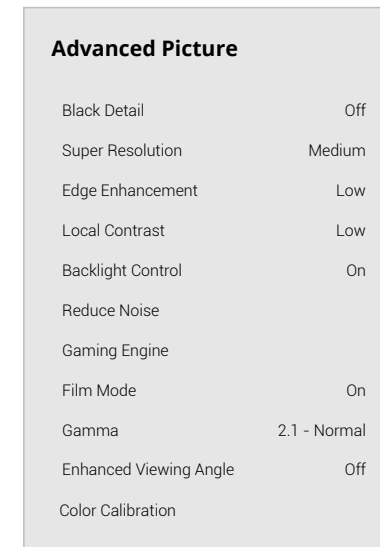 Advanced Picture
Black Detail Off
Super Resolution Medium
Edge Enhancement Low
Local Contrast Low
Backlight Control On
Reduce Noise
Gaming Engine
Film Mode On
Gamma 2.1 - Normal
Enhanced Viewing Angle Off
Color Calibration